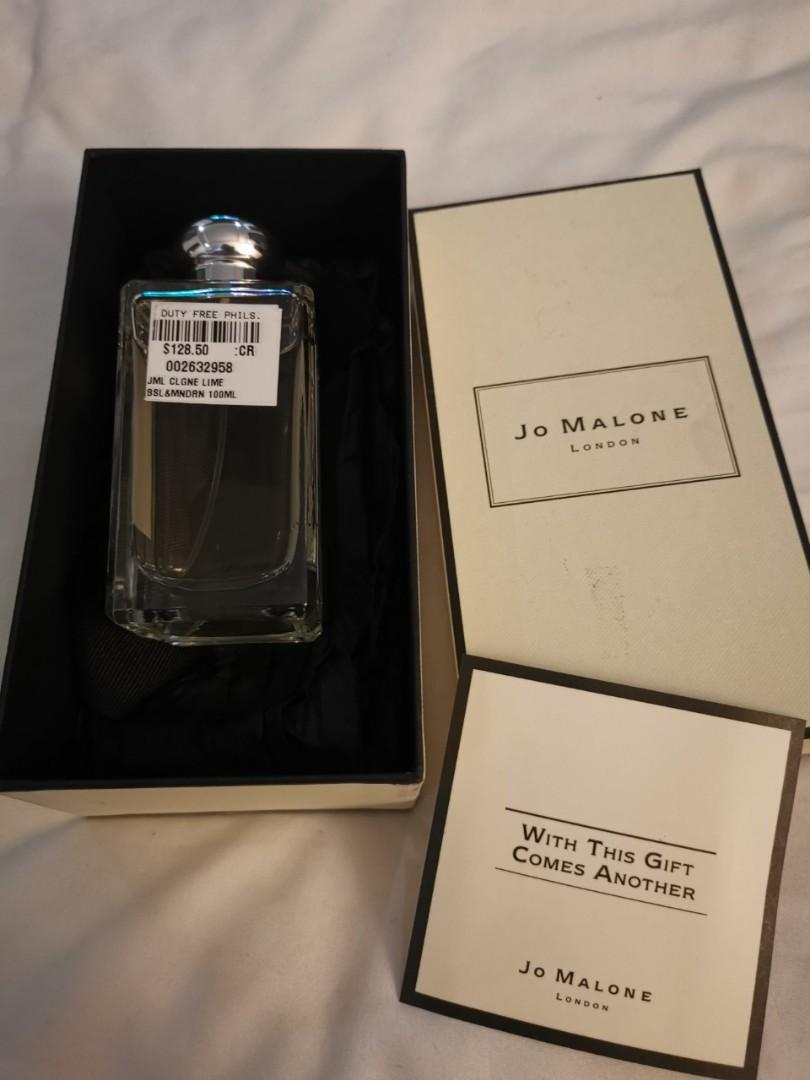 DUTY FREE PHILS.
$128.50 :CR
002632958
JML CLGNE LIME
BSL&MNDRN 100ML
JO MALONE
LONDON
WITH THIS GIFT
COMES ANOTHER
JO MALONE
LONDON